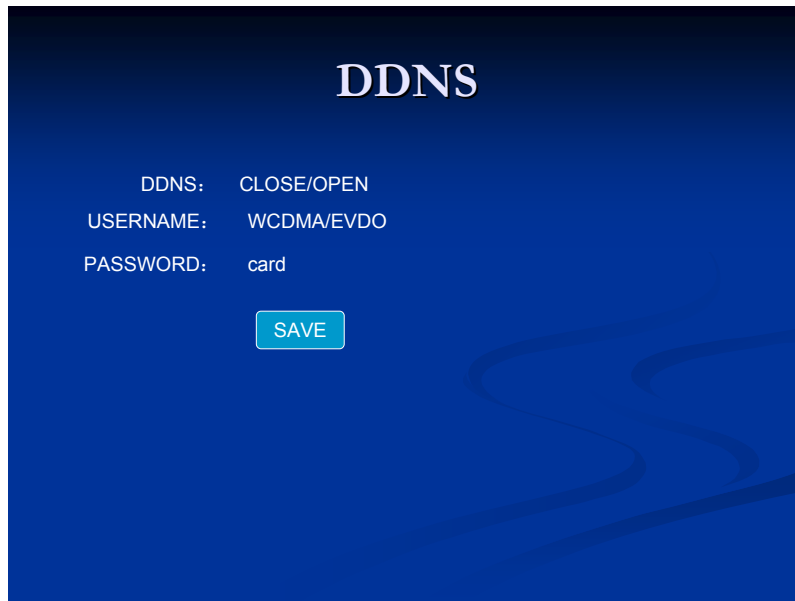 DDNS
DDNS： CLOSE/OPEN
USERNAME： WCDMA/EVDO
PASSWORD： card
SAVE